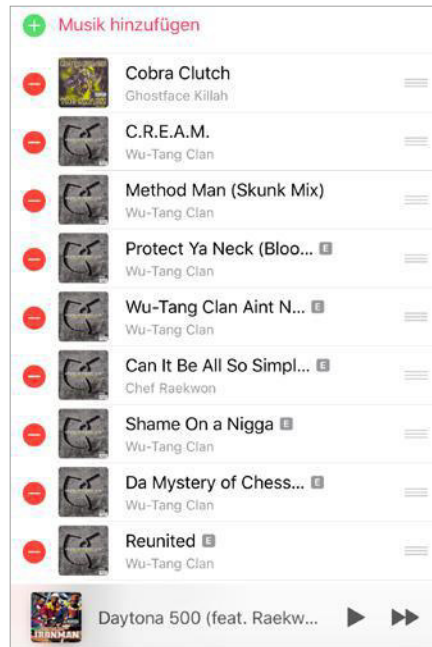 Musik hinzufügen
Cobra Clutch
Ghostface Killah
C.R.E.A.M.
Wu-Tang Clan
Method Man (Skunk Mix)
Wu-Tang Clan
Protect Ya Neck (Bloo... E
Wu-Tang Clan
Wu-Tang Clan Aint N... E
Wu-Tang Clan
Can It Be All So Simpl... E
Chef Raekwon
Shame On a Nigga E
Wu-Tang Clan
Da Mystery of Chess... E
Wu-Tang Clan
Reunited E
Wu-Tang Clan
IRONMAN
Daytona 500 (feat. Raekw...